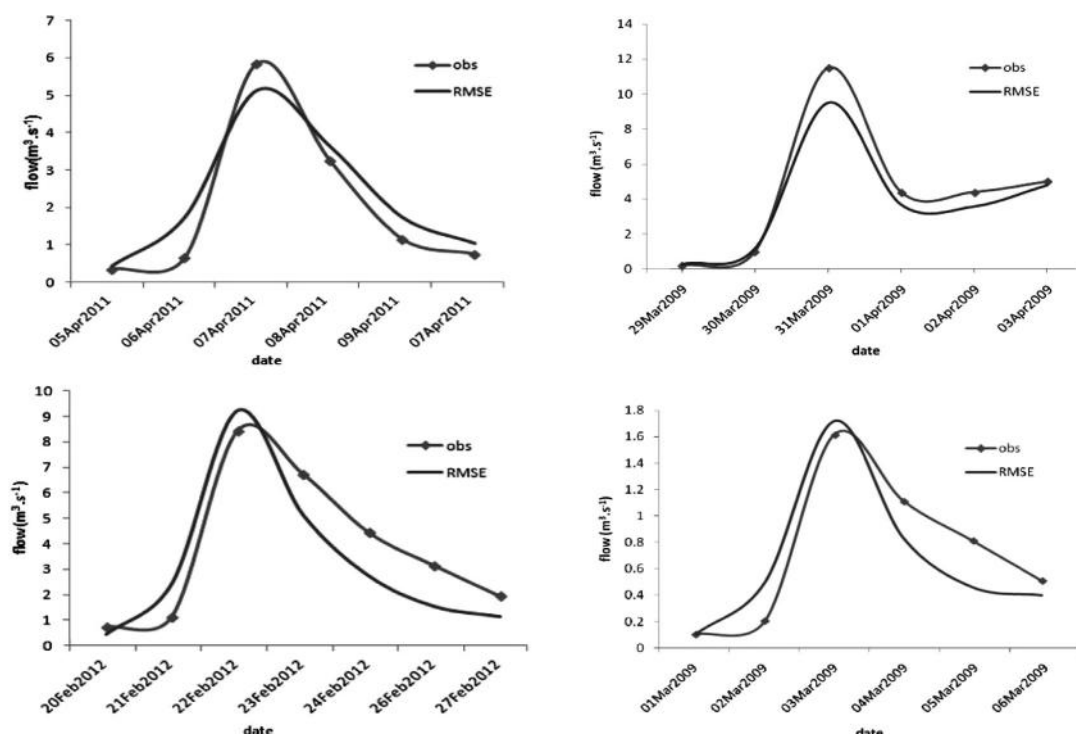 7
6
5
4
3
2
1
0
flow(m³.s⁻¹)
obs
RMSE
05Apr2011
06Apr2011
07Apr2011
08Apr2011
09Apr2011
07Apr2011
date
14
12
10
8
6
4
2
0
flow (m³.s⁻¹)
obs
RMSE
29Mar2009
30Mar2009
31Mar2009
01Apr2009
02Apr2009
03Apr2009
date
10
9
8
7
6
5
4
3
2
1
0
flow(m³.s⁻¹)
obs
RMSE
20Feb2012
21Feb2012
22Feb2012
23Feb2012
24Feb2012
26Feb2012
27Feb2012
date
1.8
1.6
1.4
1.2
1
0.8
0.6
0.4
0.2
0
flow (m³.s⁻¹)
obs
RMSE
01Mar2009
02Mar2009
03Mar2009
04Mar2009
05Mar2009
06Mar2009
date